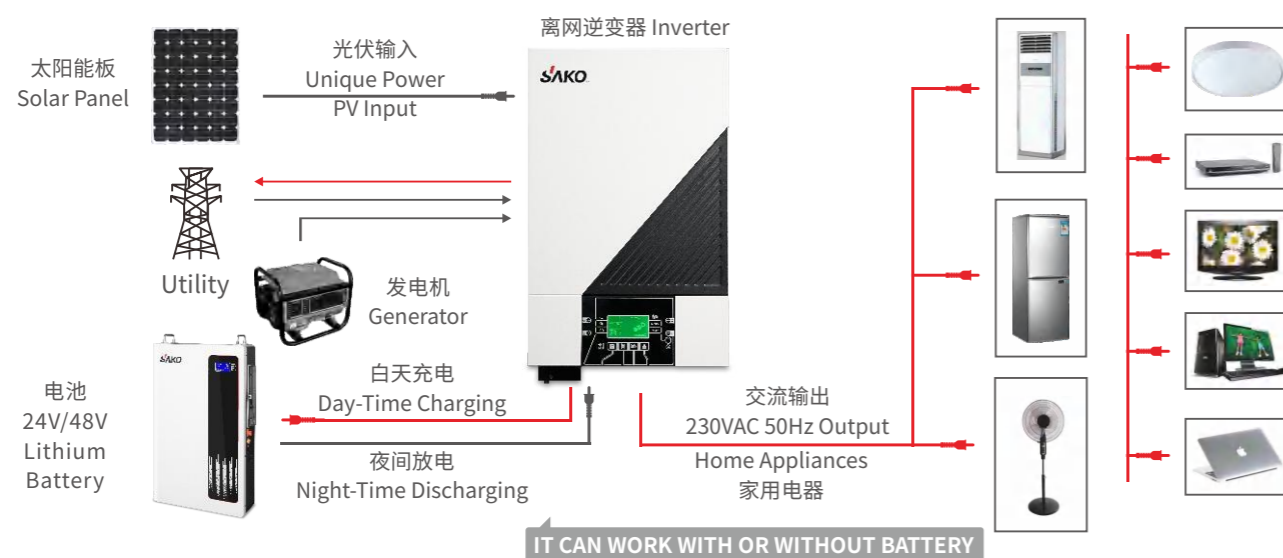 离网逆变器 Inverter
太阳能板
Solar Panel
光伏输入
Unique Power
PV Input
SAKO
Utility
发电机
Generator
SAKO
电池
24V/48V
Lithium
Battery
白天充电
Day-Time Charging
夜间放电
Night-Time Discharging
交流输出
230VAC 50Hz Output
Home Appliances
家用电器
IT CAN WORK WITH OR WITHOUT BATTERY